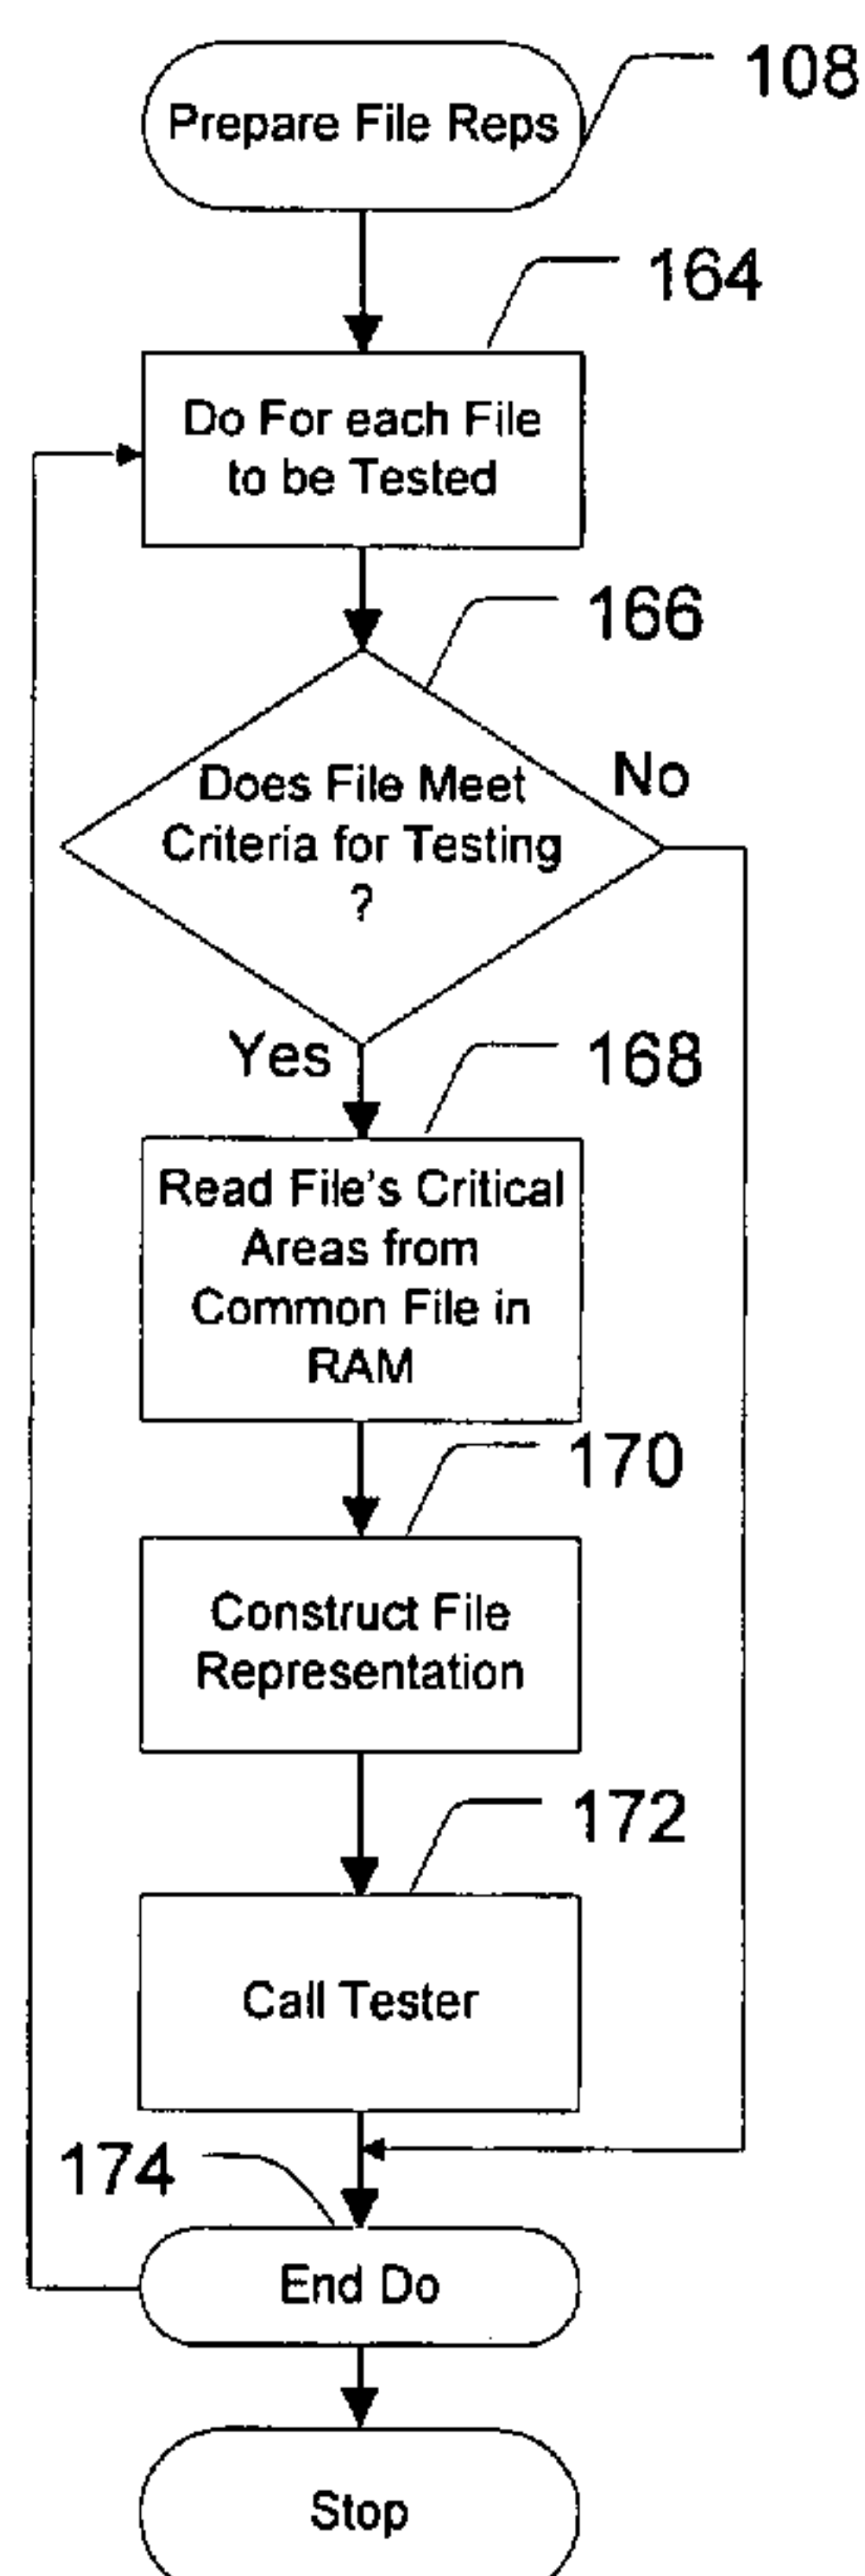 108
Prepare File Reps
164
Do For each File
to be Tested
166
Does File Meet
Criteria for Testing
?
No
Yes
168
Read File's Critical
Areas from
Common File in
RAM
170
Construct File
Representation
172
Call Tester
174
End Do
Stop